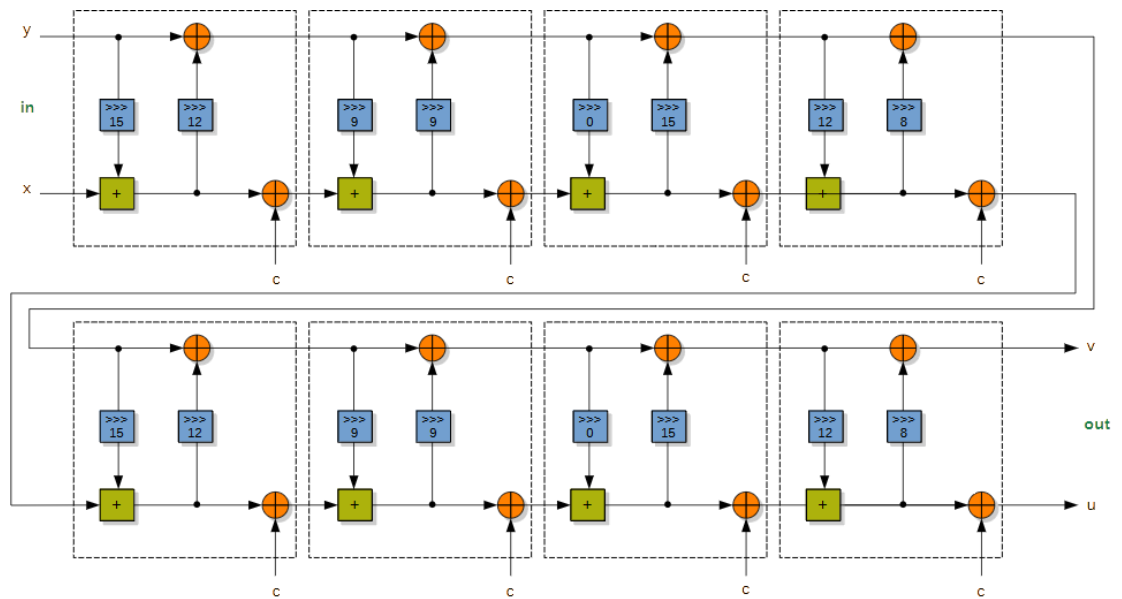 y
in
>>> >>> >>> >>> >>> >>> >>> >>>
15 12 9 9 0 15 12 8
x + + + +
c c c c
v
>>> >>> >>> >>> >>> >>> >>> >>>
15 12 9 9 0 15 12 8
out
+ + + + u
c c c c